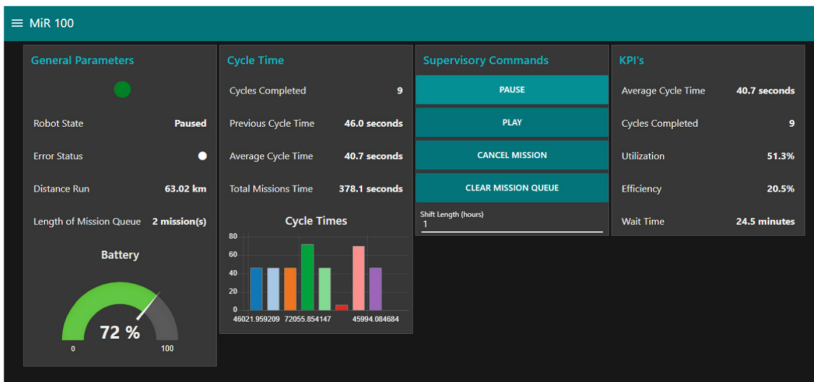 MiR 100
General Parameters
Robot State Paused
Error Status
Distance Run 63.02 km
Length of Mission Queue 2 mission(s)
Battery
72 %
0 100
Cycle Time
Cycles Completed 9
Previous Cycle Time 46.0 seconds
Average Cycle Time 40.7 seconds
Total Missions Time 378.1 seconds
Cycle Times
80
60
40
20
0
46021.959209 72055.854147 45994.084684
Supervisory Commands
PAUSE
PLAY
CANCEL MISSION
CLEAR MISSION QUEUE
Shift Length (hours)
1
KPI's
Average Cycle Time 40.7 seconds
Cycles Completed 9
Utilization 51.3%
Efficiency 20.5%
Wait Time 24.5 minutes